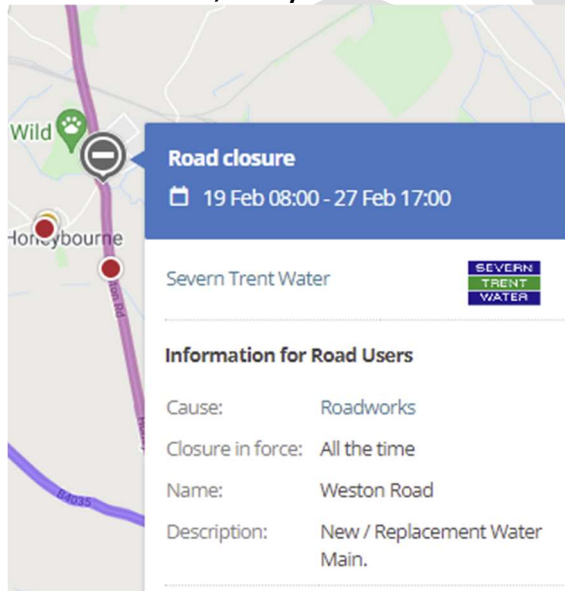 Wild
Honeybourne
Road closure
19 Feb 08:00 - 27 Feb 17:00
Severn Trent Water
SEVERN
TRENT
WATER
Information for Road Users
Cause: Roadworks
Closure in force: All the time
Name: Weston Road
Description: New / Replacement Water
Main.
Rd
B4035